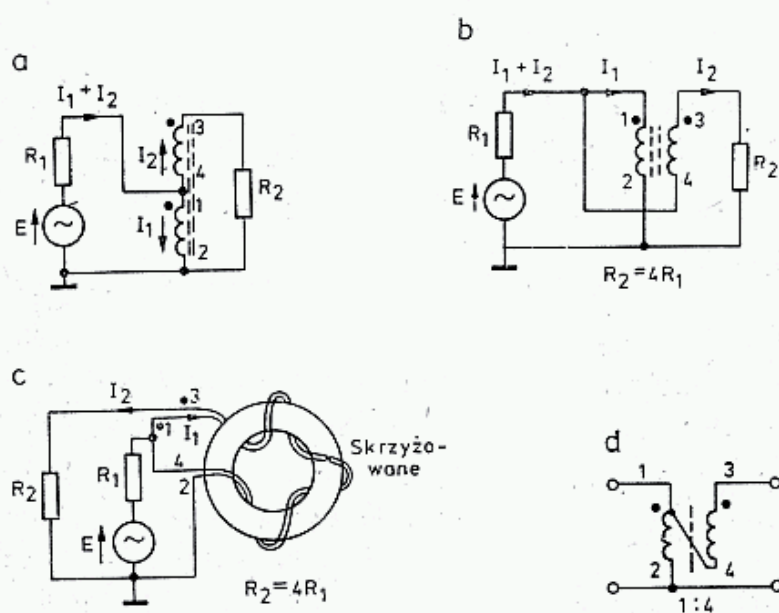 a
I₁ + I₂
R₁
E
3
I₂
4
1
I₁
2
R₂
b
I₁ + I₂
I₁
I₂
R₁
E
1
3
2
4
R₂
R₂ = 4R₁
c
I₂
3
1
I₁
4
2
R₂
R₁
E
Skrzyżo-
wane
R₂ = 4R₁
d
1
3
2
4
1:4